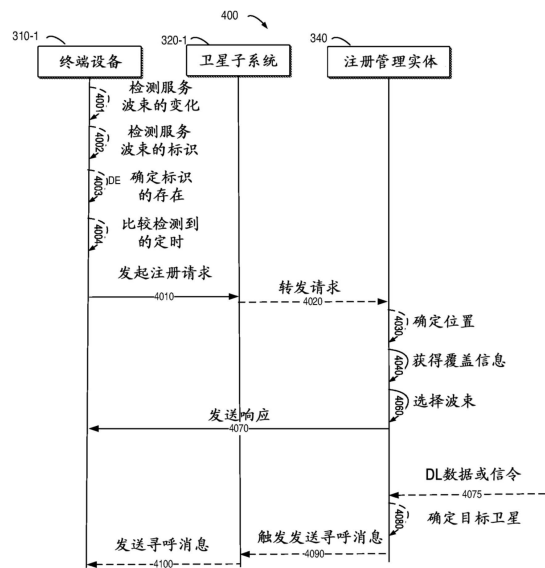 400
310-1
320-1
340
终端设备
卫星子系统
注册管理实体
检测服务
波束的变化
4001
检测服务
波束的标识
4002
DE
确定标识
的存在
4003
比较检测到
的定时
4004
发起注册请求
4010
转发请求
4020
确定位置
4030
获得覆盖信息
4040
选择波束
4060
发送响应
4070
DL数据或信令
4075
确定目标卫星
4080
触发发送寻呼消息
4090
发送寻呼消息
4100